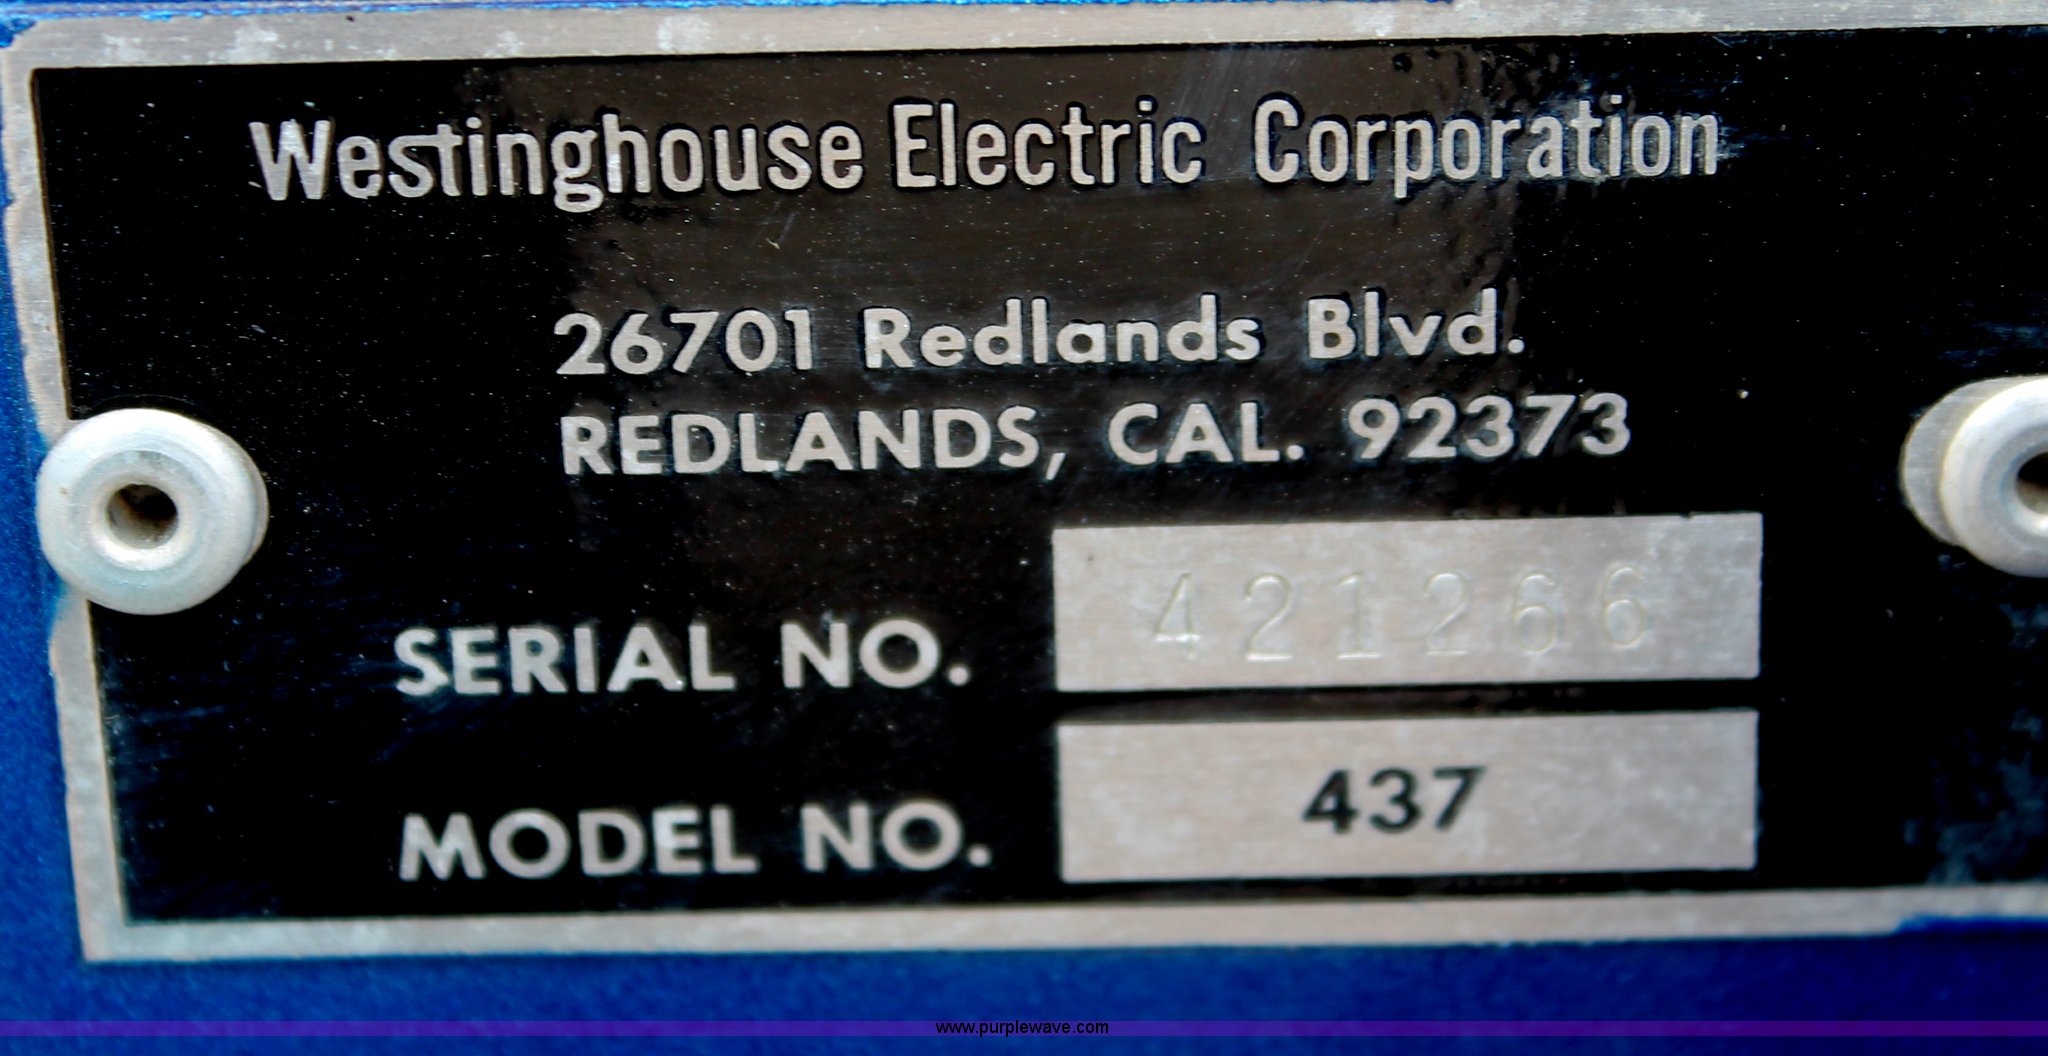 Westinghouse Electric Corporation
26701 Redlands Blvd.
REDLANDS, CAL. 92373
SERIAL NO. 421266
MODEL NO. 437
www.purplewave.com